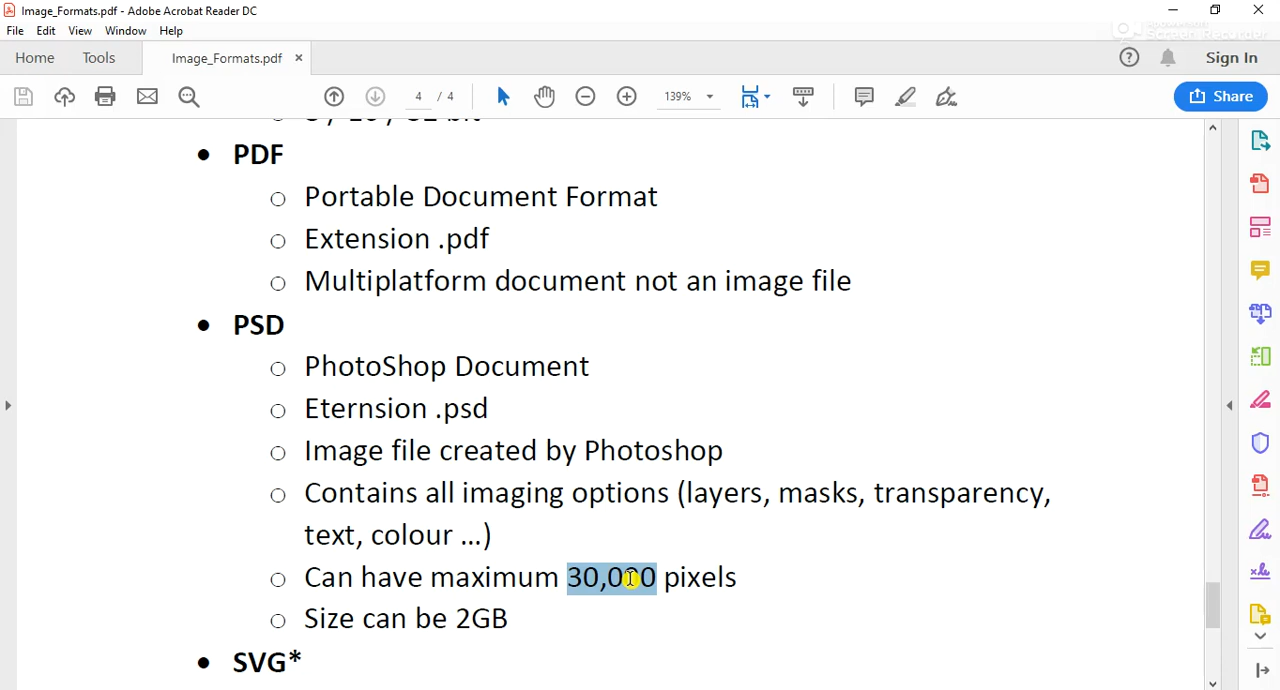 Image_Formats.pdf - Adobe Acrobat Reader DC
File Edit View Window Help
Screen Recorder
Home Tools Image_Formats.pdf × Sign In
4 / 4 139% Share
PDF
Portable Document Format
Extension .pdf
Multiplatform document not an image file
PSD
PhotoShop Document
Eternsion .psd
Image file created by Photoshop
Contains all imaging options (layers, masks, transparency,
text, colour ...)
Can have maximum 30,000 pixels
Size can be 2GB
SVG*